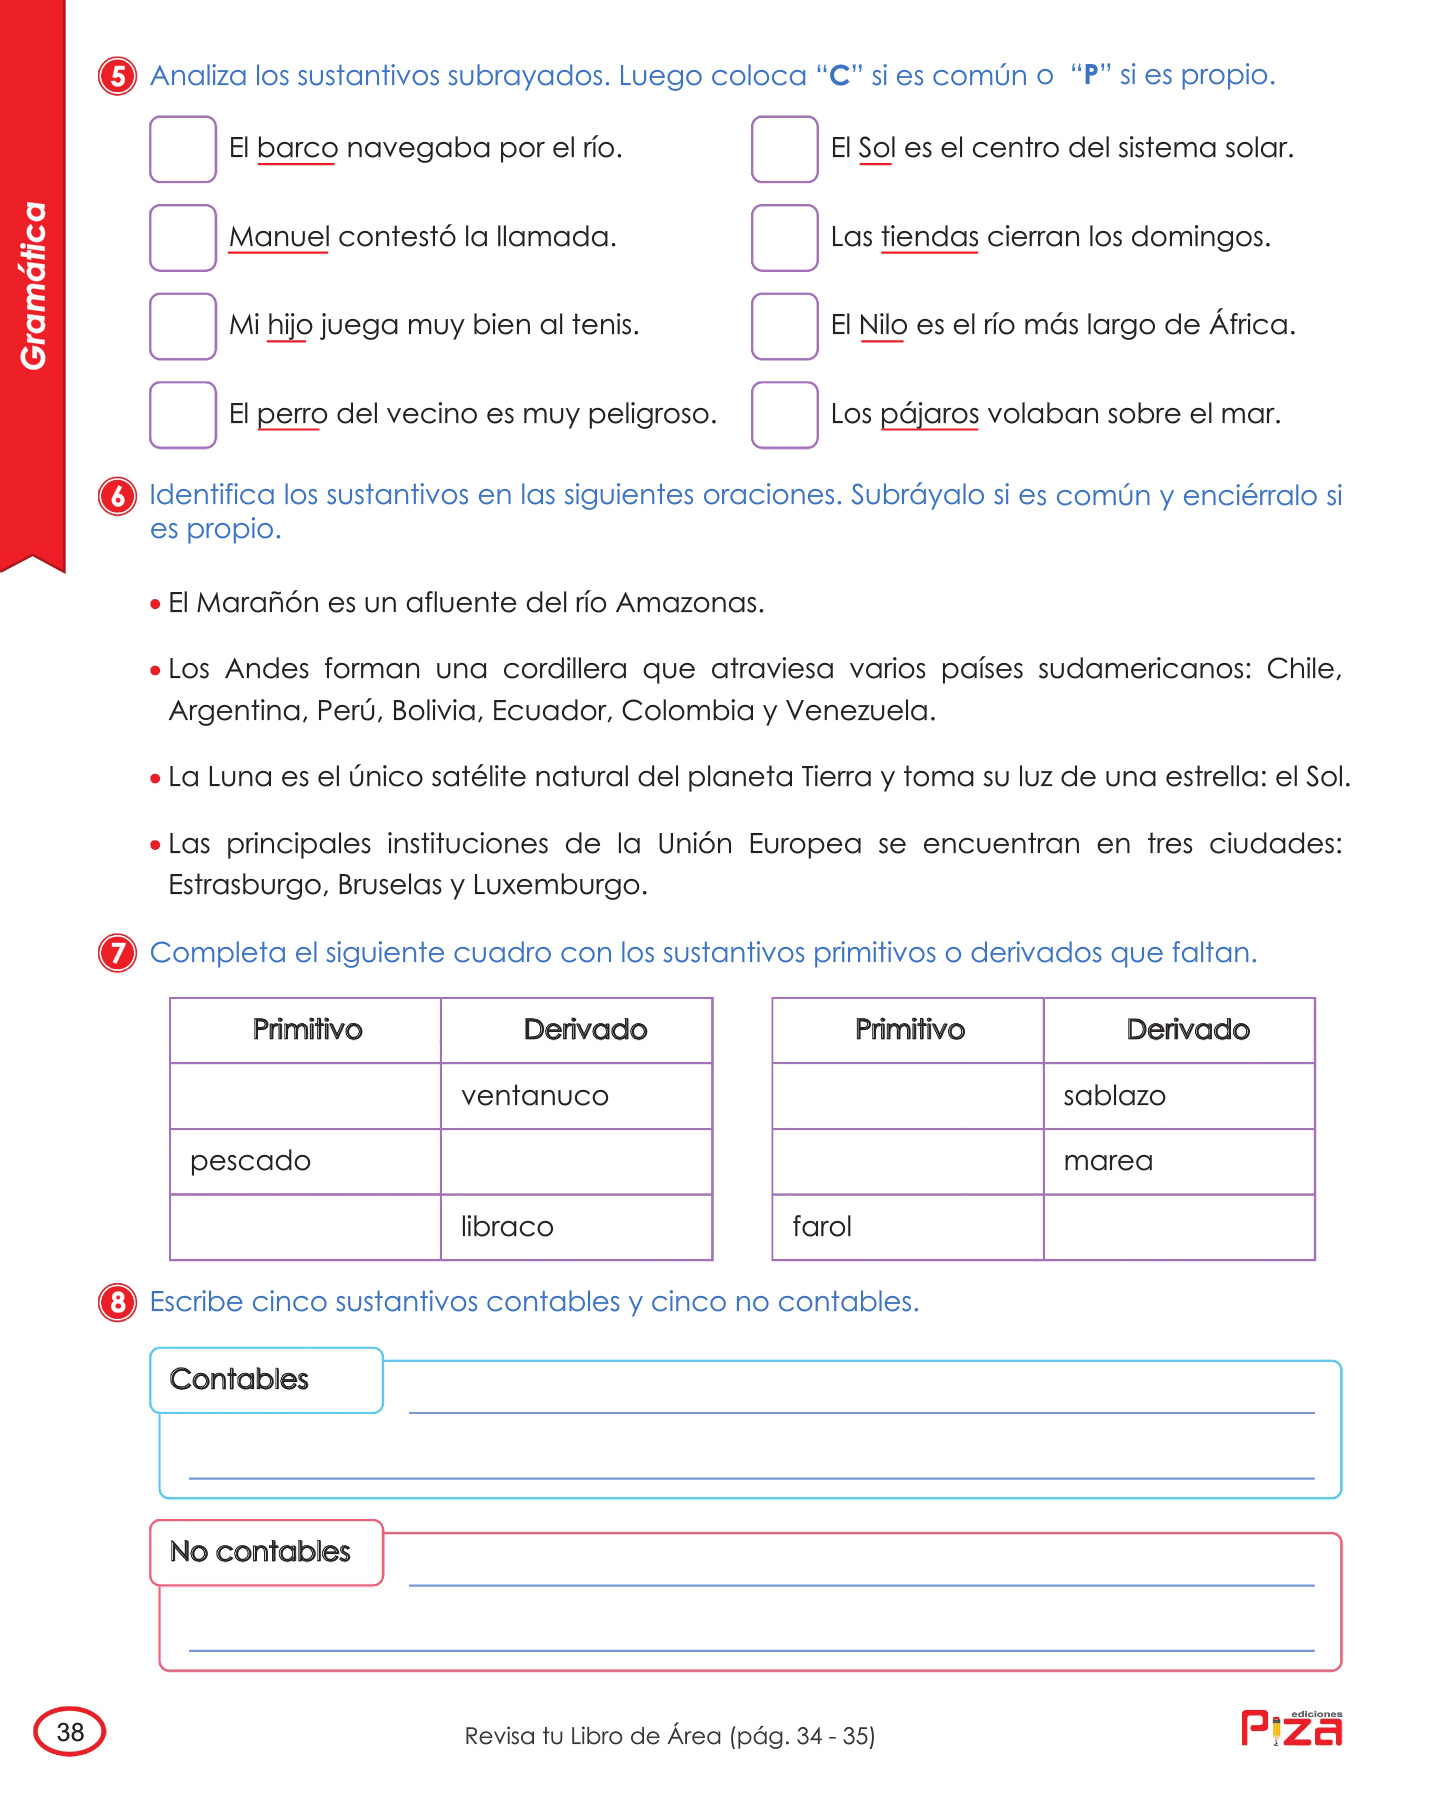 Gramática
5 Analiza los sustantivos subrayados. Luego coloca “C” si es común o “P” si es propio.
El barco navegaba por el río.
El Sol es el centro del sistema solar.
Manuel contestó la llamada.
Las tiendas cierran los domingos.
Mi hijo juega muy bien al tenis.
El Nilo es el río más largo de África.
El perro del vecino es muy peligroso.
Los pájaros volaban sobre el mar.
6 Identifica los sustantivos en las siguientes oraciones. Subráyalo si es común y enciérralo si
es propio.
• El Marañón es un afluente del río Amazonas.
• Los Andes forman una cordillera que atraviesa varios países sudamericanos: Chile,
Argentina, Perú, Bolivia, Ecuador, Colombia y Venezuela.
• La Luna es el único satélite natural del planeta Tierra y toma su luz de una estrella: el Sol.
• Las principales instituciones de la Unión Europea se encuentran en tres ciudades:
Estrasburgo, Bruselas y Luxemburgo.
7 Completa el siguiente cuadro con los sustantivos primitivos o derivados que faltan.
Primitivo Derivado
ventanuco
pescado
libraco
Primitivo Derivado
sablazo
marea
farol
8 Escribe cinco sustantivos contables y cinco no contables.
Contables
No contables
38
Revisa tu Libro de Área (pág. 34 - 35)
ediciones
Piza